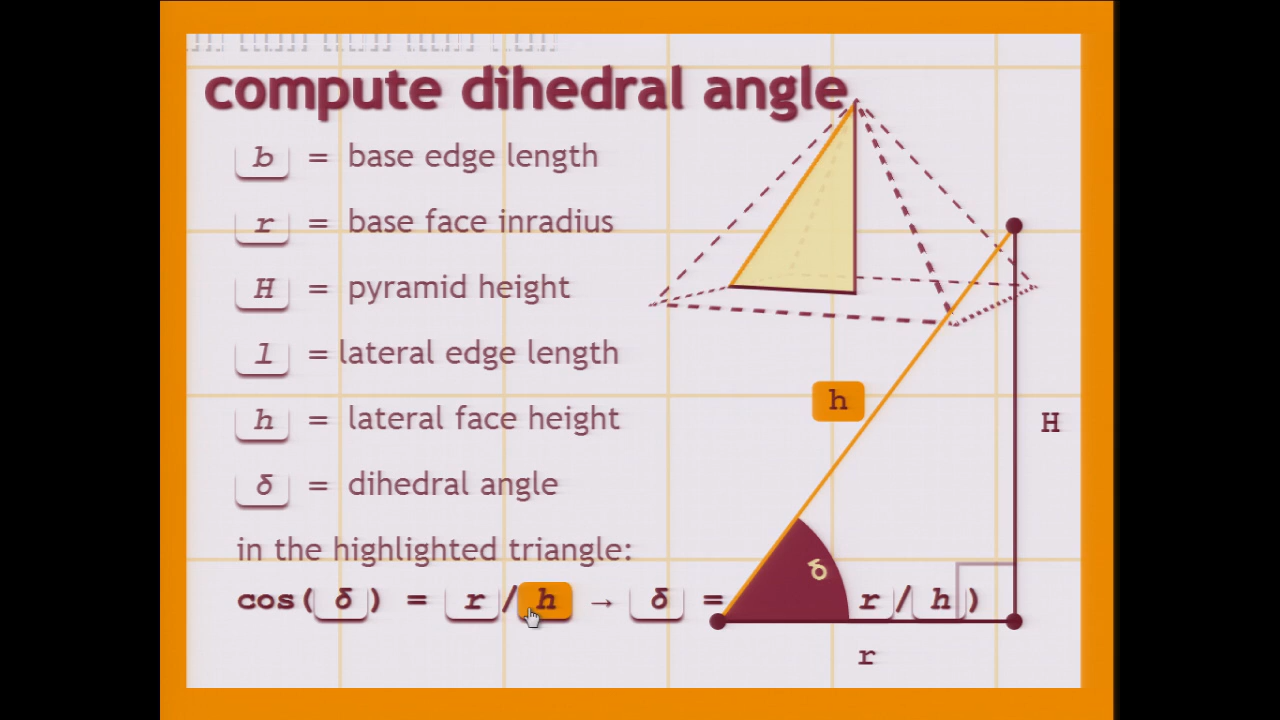 compute dihedral angle
b = base edge length
r = base face inradius
H = pyramid height
l = lateral edge length
h = lateral face height
δ = dihedral angle
in the highlighted triangle:
cos( δ ) = r / h → δ = r / h )
h
H
δ
r